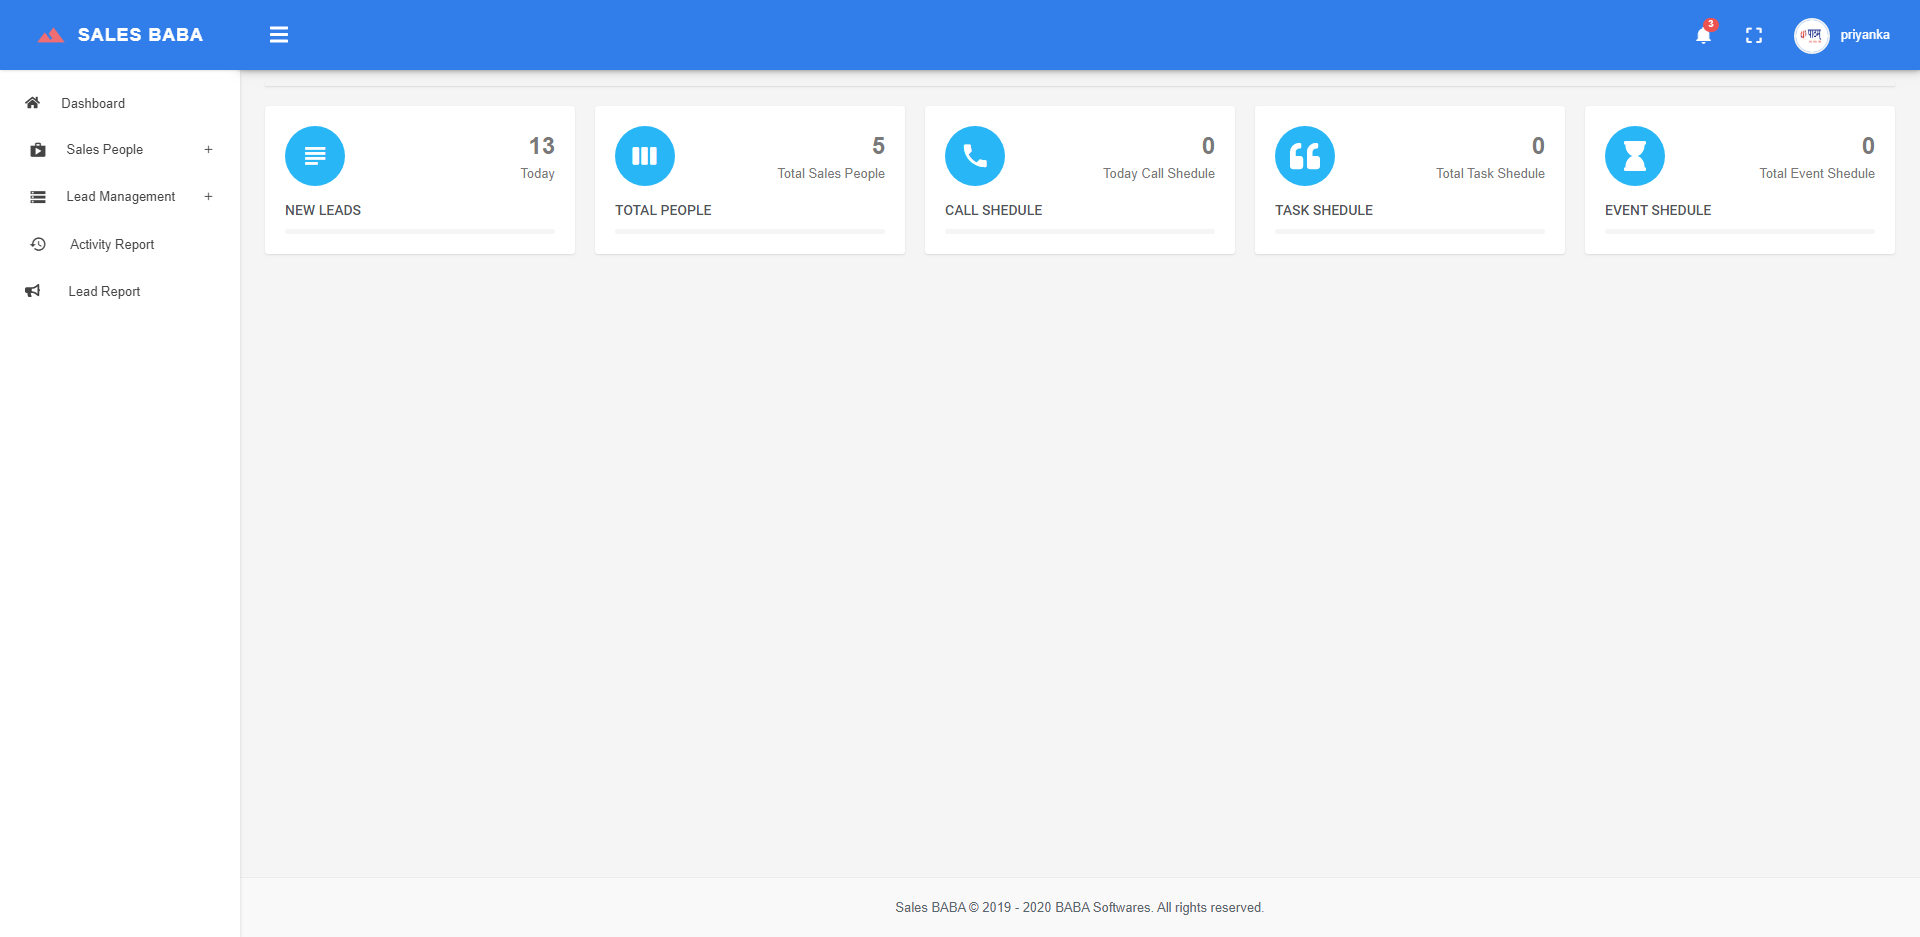 SALES BABA
3
पाटम्
priyanka
Dashboard
Sales People +
Lead Management +
Activity Report
Lead Report
13
Today
NEW LEADS
5
Total Sales People
TOTAL PEOPLE
0
Today Call Shedule
CALL SHEDULE
0
Total Task Shedule
TASK SHEDULE
0
Total Event Shedule
EVENT SHEDULE
Sales BABA © 2019 - 2020 BABA Softwares. All rights reserved.